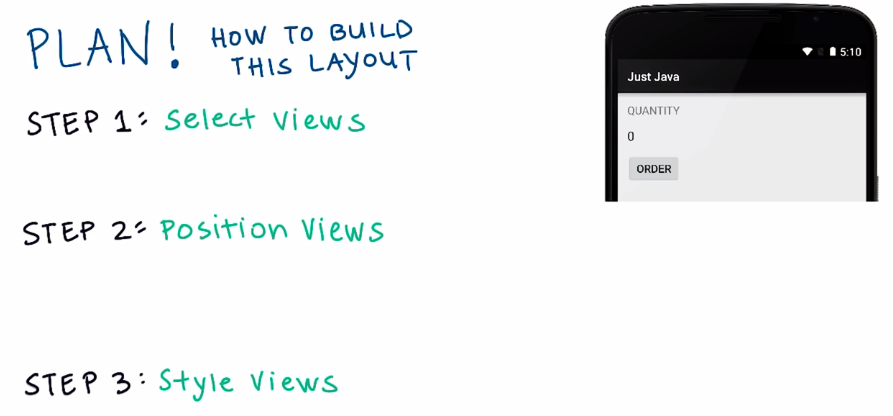 PLAN! HOW TO BUILD
THIS LAYOUT
STEP 1: Select Views
STEP 2: Position Views
STEP 3: Style Views
5:10
Just Java
QUANTITY
0
ORDER